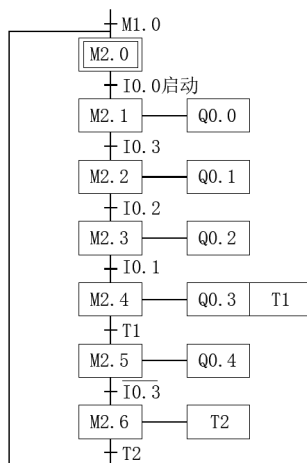 M1.0
M2.0
I0.0启动
M2.1 Q0.0
I0.3
M2.2 Q0.1
I0.2
M2.3 Q0.2
I0.1
M2.4 Q0.3 T1
T1
M2.5 Q0.4
I̅0̅.̅3̅
M2.6 T2
T2